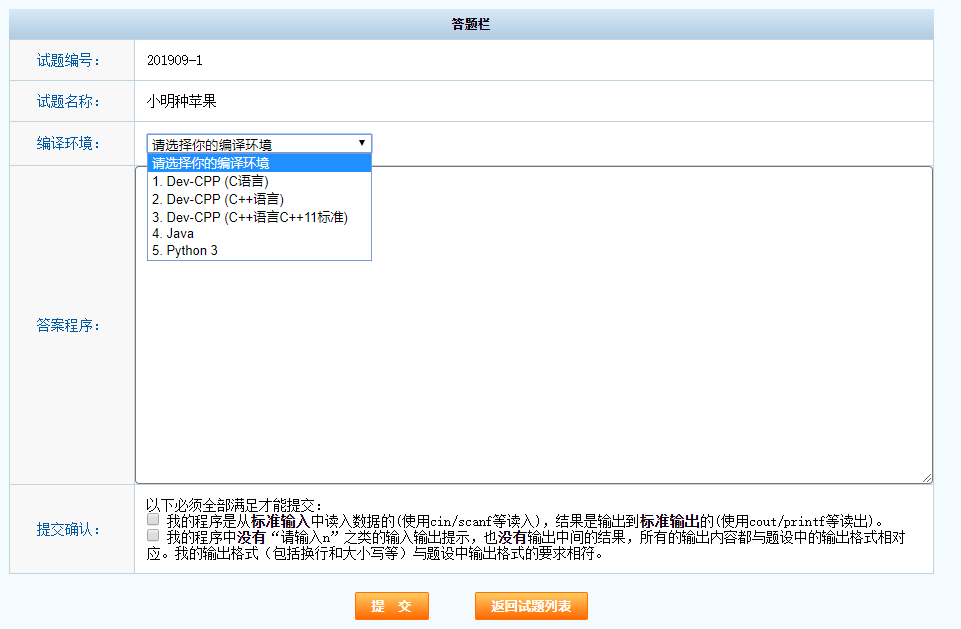 答题栏
试题编号：
201909-1
试题名称：
小明种苹果
编译环境：
请选择你的编译环境
请选择你的编译环境
1. Dev-CPP (C语言)
2. Dev-CPP (C++语言)
3. Dev-CPP (C++语言C++11标准)
4. Java
5. Python 3
答案程序：
提交确认：
以下必须全部满足才能提交：
我的程序是从标准输入中读入数据的(使用cin/scanf等读入)，结果是输出到标准输出的(使用cout/printf等读出)。
我的程序中没有“请输入n”之类的输入输出提示，也没有输出中间的结果，所有的输出内容都与题设中的输出格式相对
应。我的输出格式（包括换行和大小写等）与题设中输出格式的要求相符。
提 交
返回试题列表